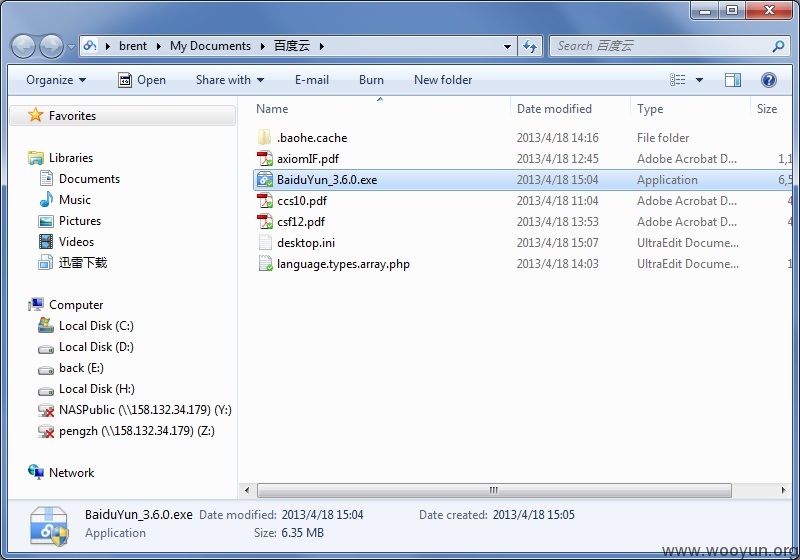 brent ▸ My Documents ▸ 百度云 ▸
Search 百度云
Organize Open Share with E-mail Burn New folder
Name Date modified Type Size
Favorites
Libraries
Documents
Music
Pictures
Videos
迅雷下载
Computer
Local Disk (C:)
Local Disk (D:)
back (E:)
Local Disk (H:)
NASPublic (\\158.132.34.179) (Y:)
pengzh (\\158.132.34.179) (Z:)
Network
.baohe.cache 2013/4/18 14:16 File folder
axiomIF.pdf 2013/4/18 12:45 Adobe Acrobat D... 1,1
BaiduYun_3.6.0.exe 2013/4/18 15:04 Application 6,5
ccs10.pdf 2013/4/18 11:04 Adobe Acrobat D... 4
csf12.pdf 2013/4/18 13:53 Adobe Acrobat D... 4
desktop.ini 2013/4/18 15:07 UltraEdit Docume...
language.types.array.php 2013/4/18 14:03 UltraEdit Docume... 1
BaiduYun_3.6.0.exe Date modified: 2013/4/18 15:04 Date created: 2013/4/18 15:05
Application Size: 6.35 MB
www.wooyun.org